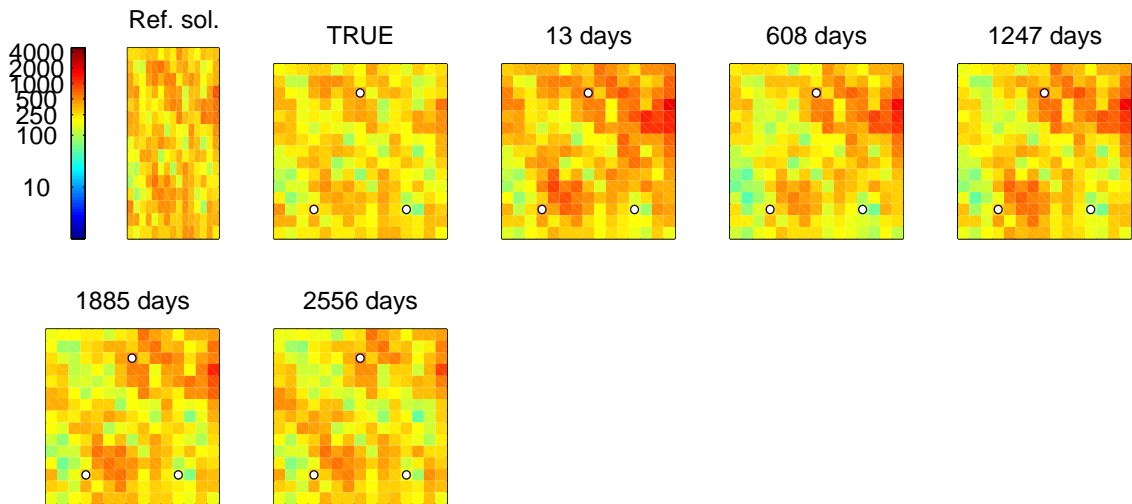 Ref. sol.
TRUE
13 days
608 days
1247 days
4000
2000
1000
500
250
100
10
1885 days
2556 days